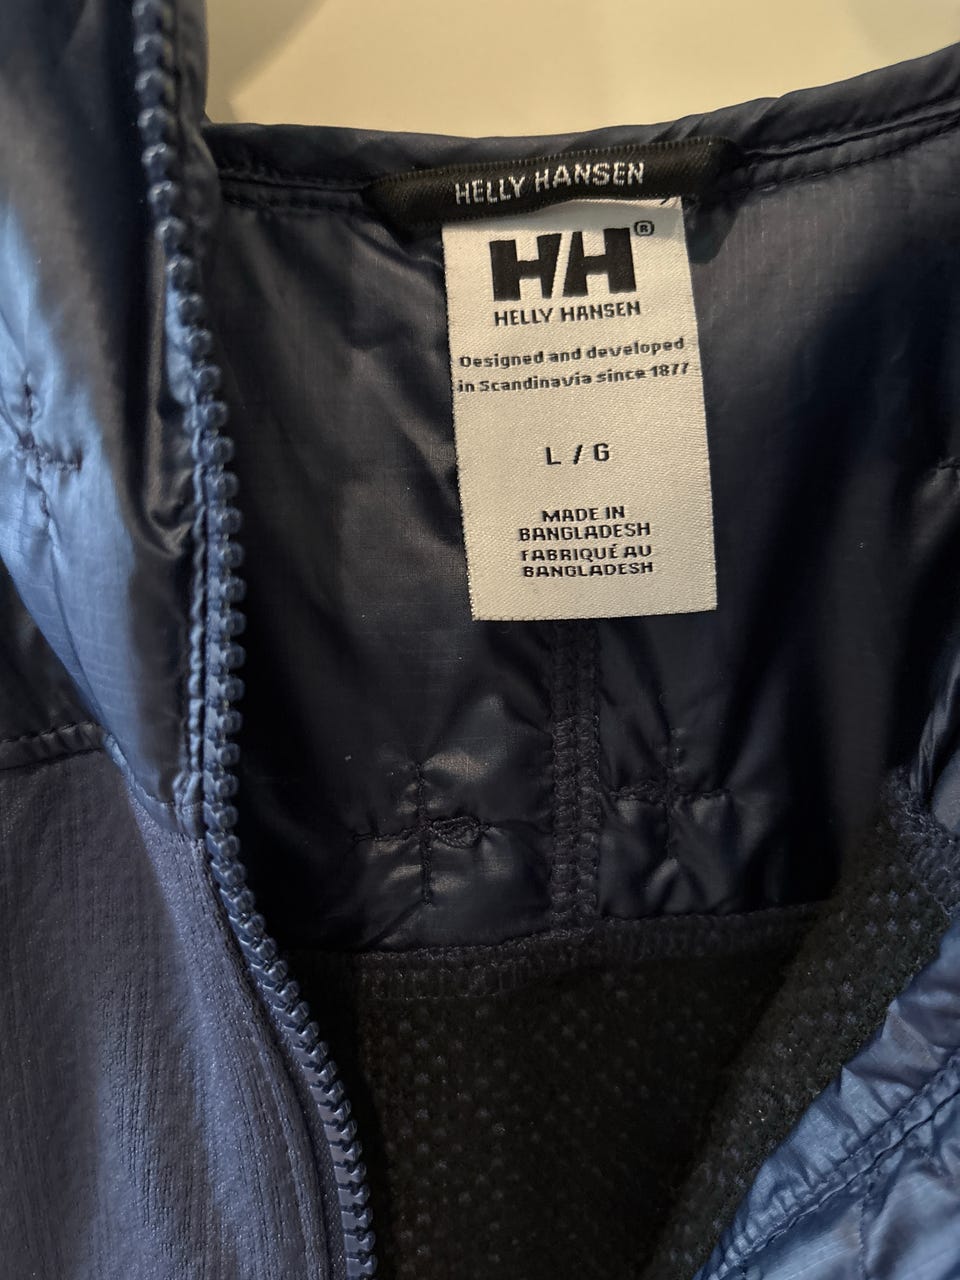 HELLY HANSEN
HH®
HELLY HANSEN
Designed and developed
in Scandinavia since 1877
L / G
MADE IN
BANGLADESH
FABRIQUÉ AU
BANGLADESH